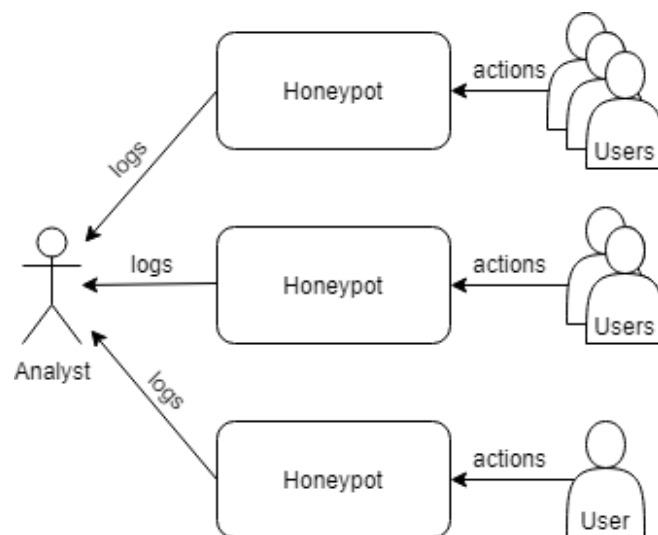 Honeypot
actions
Users
logs
Honeypot
logs
actions
Users
Analyst
logs
Honeypot
actions
User